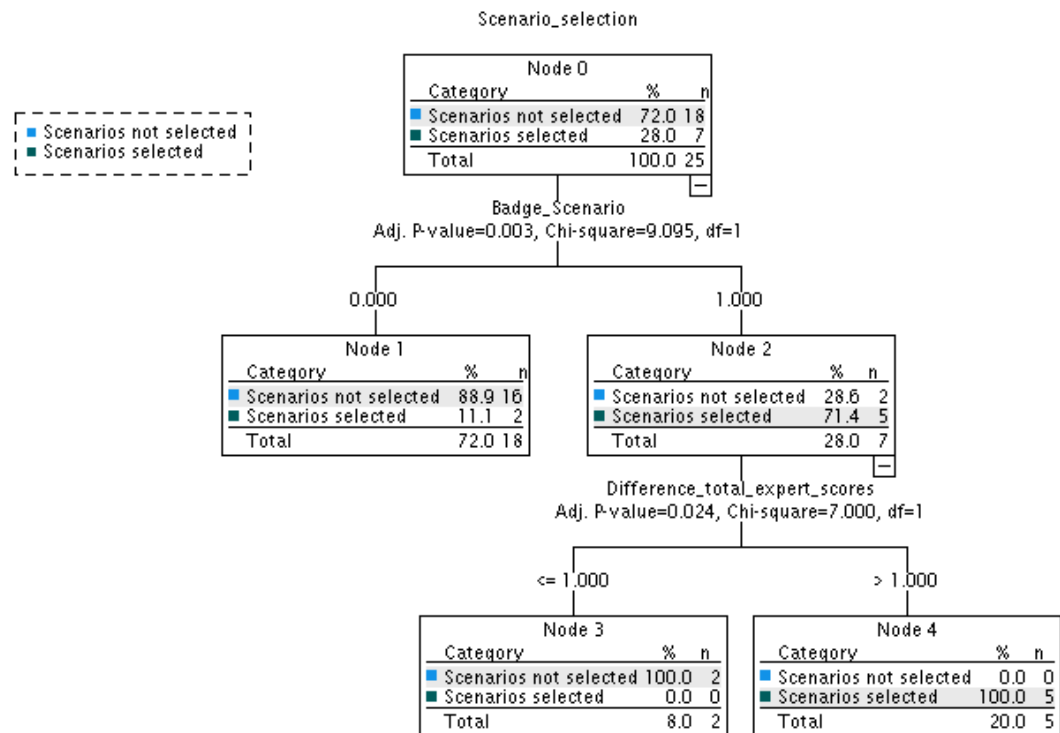 Scenario_selection
Scenarios not selected
Scenarios selected
Node 0
Category % n
Scenarios not selected 72.0 18
Scenarios selected 28.0 7
Total 100.0 25
Badge_Scenario
Adj. P-value=0.003, Chi-square=9.095, df=1
0.000 1.000
Node 1
Category % n
Scenarios not selected 88.9 16
Scenarios selected 11.1 2
Total 72.0 18
Node 2
Category % n
Scenarios not selected 28.6 2
Scenarios selected 71.4 5
Total 28.0 7
Difference_total_expert_scores
Adj. P-value=0.024, Chi-square=7.000, df=1
<= 1.000 > 1.000
Node 3
Category % n
Scenarios not selected 100.0 2
Scenarios selected 0.0 0
Total 8.0 2
Node 4
Category % n
Scenarios not selected 0.0 0
Scenarios selected 100.0 5
Total 20.0 5